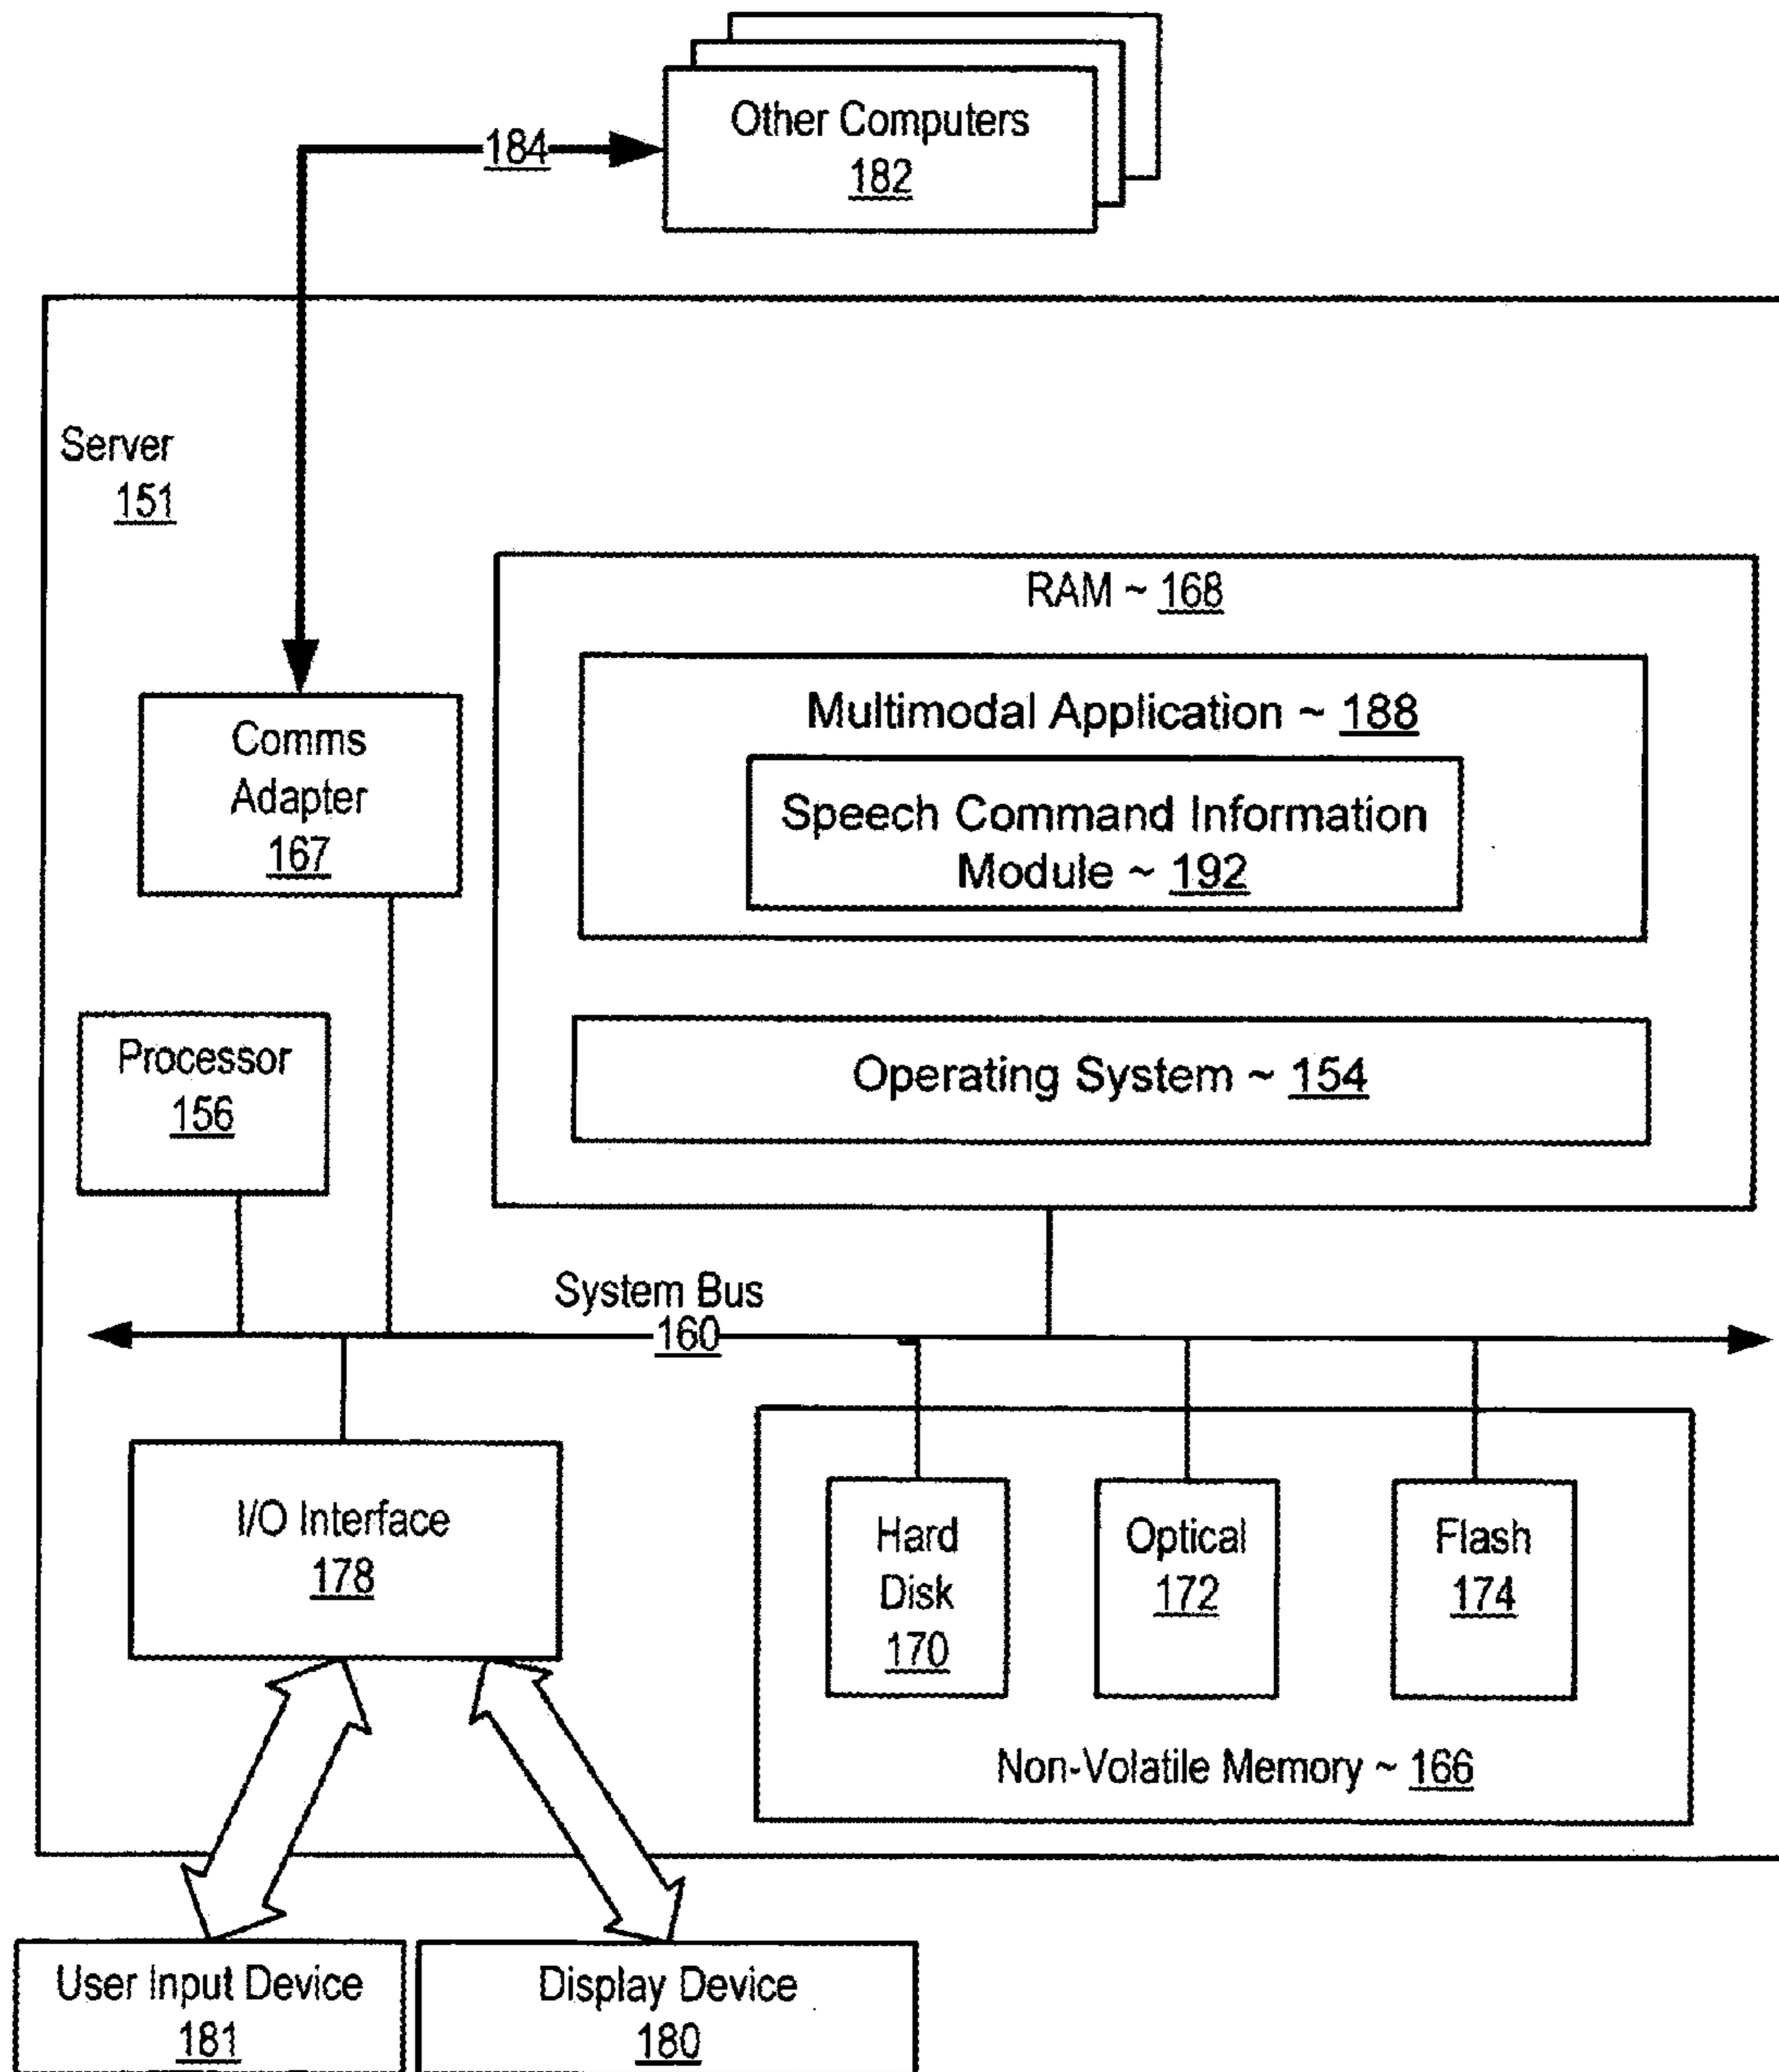 Other Computers
182
184
Server
151
RAM ~ 168
Multimodal Application ~ 188
Speech Command Information
Module ~ 192
Comms
Adapter
167
Processor
156
Operating System ~ 154
System Bus
160
I/O Interface
178
Hard
Disk
170
Optical
172
Flash
174
Non-Volatile Memory ~ 166
User Input Device
181
Display Device
180